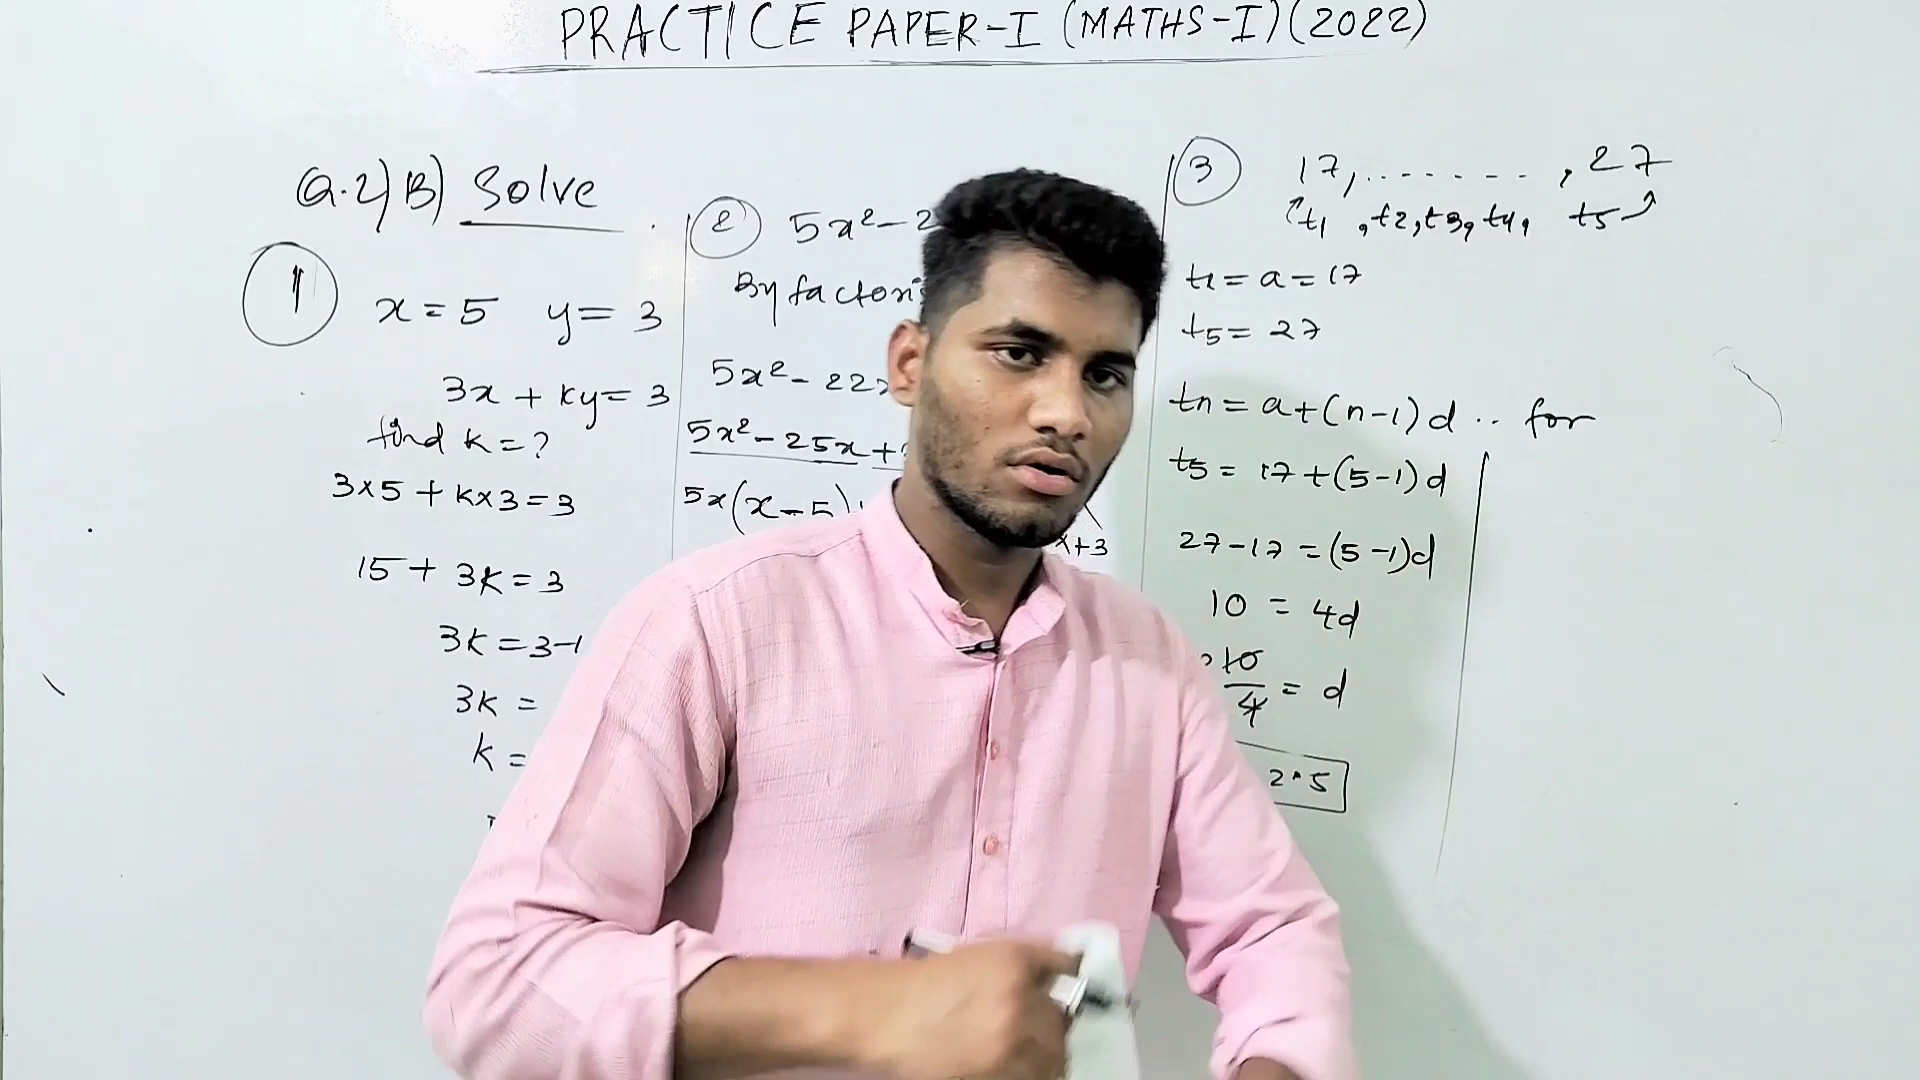 PRACTICE PAPER-I (MATHS-I)(2022)
Q.2) B) Solve
1
x = 5 y = 3
3x + ky = 3
find k = ?
3×5 + k×3 = 3
15 + 3k = 3
3k = 3-1
3k =
k =
2 5x² - 2
By factoris
5x² - 22x
5x² - 25x +
5x(x-5)
x+3
3 17, ........ , 27
t1 , t2, t3, t4, t5
t1 = a = 17
t5 = 27
tn = a+(n-1)d .. for
t5 = 17+(5-1)d
27-17 = (5-1)d
10 = 4d
10/4 = d
2.5